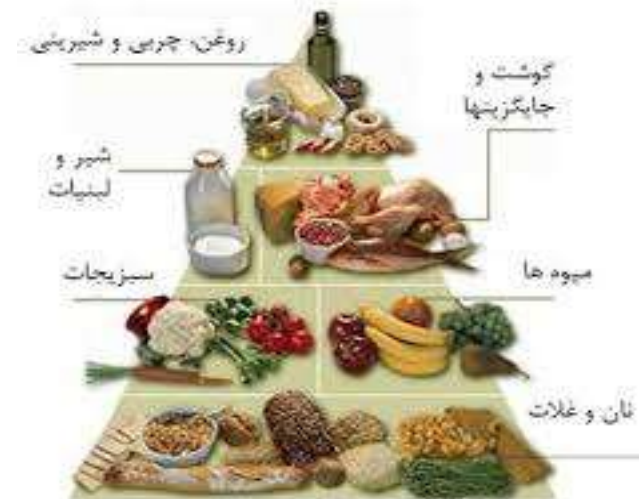 روغن، چربی و شیرینی
گوشت و
جایگزینها
شیر و
لبنیات
سبزیجات
میوه ها
نان و غلات